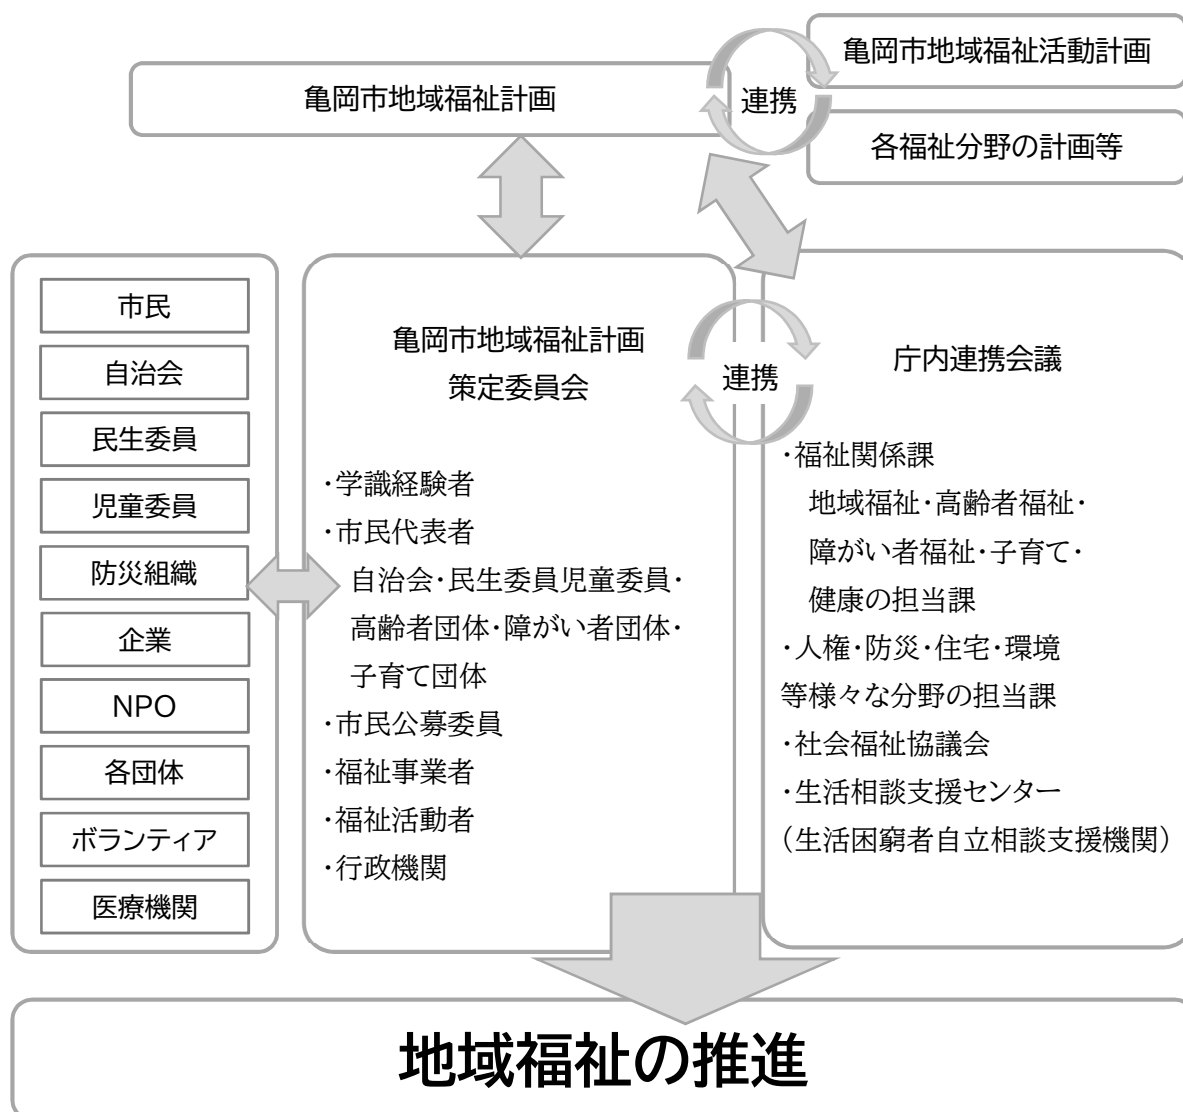 亀岡市地域福祉計画
連携
亀岡市地域福祉活動計画
各福祉分野の計画等
市民
自治会
民生委員
児童委員
防災組織
企業
NPO
各団体
ボランティア
医療機関
亀岡市地域福祉計画
策定委員会
・学識経験者
・市民代表者
自治会・民生委員児童委員・
高齢者団体・障がい者団体・
子育て団体
・市民公募委員
・福祉事業者
・福祉活動者
・行政機関
連携
庁内連携会議
・福祉関係課
地域福祉・高齢者福祉・
障がい者福祉・子育て・
健康の担当課
・人権・防災・住宅・環境
等様々な分野の担当課
・社会福祉協議会
・生活相談支援センター
（生活困窮者自立相談支援機関）
地域福祉の推進